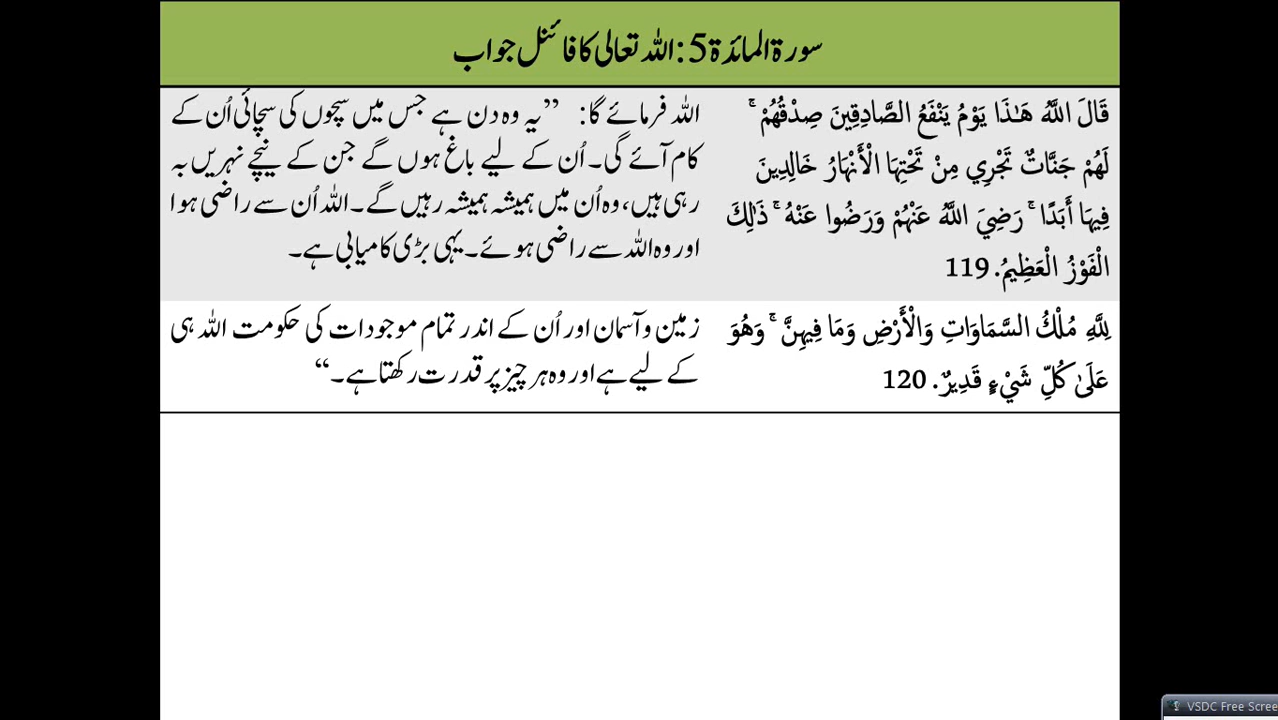 سورۃ المائدۃ 5: اللہ تعالی کا فائنل جواب
قَالَ اللَّهُ هَـٰذَا يَوْمُ يَنْفَعُ الصَّادِقِينَ صِدْقُهُمْ ۚ
لَهُمْ جَنَّاتٌ تَجْرِي مِنْ تَحْتِهَا الْأَنْهَارُ خَالِدِينَ
فِيهَا أَبَدًا ۚ رَضِيَ اللَّهُ عَنْهُمْ وَرَضُوا عَنْهُ ۚ ذَٰلِكَ
الْفَوْزُ الْعَظِيمُ. 119
اللہ فرمائے گا: ”یہ وہ دن ہے جس میں سچوں کی سچائی اُن کے
کام آئے گی۔ اُن کے لیے باغ ہوں گے جن کے نیچے نہریں بہ
رہی ہیں، وہ اُن میں ہمیشہ ہمیشہ رہیں گے۔ اللہ اُن سے راضی ہوا
اور وہ اللہ سے راضی ہوئے۔ یہی بڑی کامیابی ہے۔
لِلَّهِ مُلْكُ السَّمَاوَاتِ وَالْأَرْضِ وَمَا فِيهِنَّ ۚ وَهُوَ
عَلَىٰ كُلِّ شَيْءٍ قَدِيرٌ. 120
زمین و آسمان اور اُن کے اندر تمام موجودات کی حکومت اللہ ہی
کے لیے ہے اور وہ ہر چیز پر قدرت رکھتا ہے۔“
VSDC Free Scree